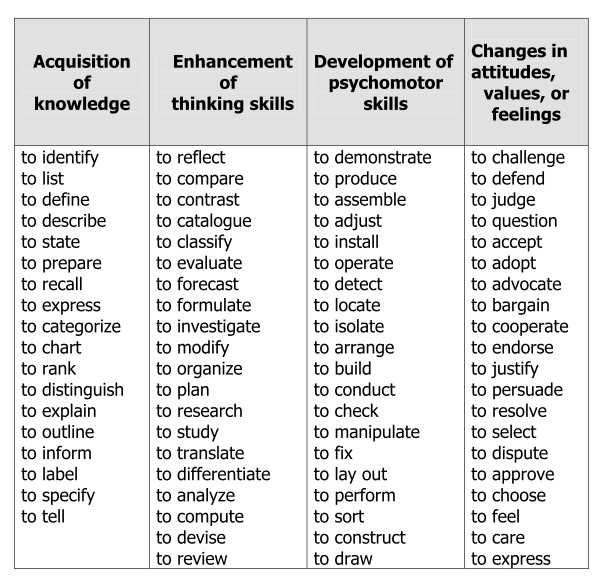 Acquisition
of
knowledge
Enhancement
of
thinking skills
Development of
psychomotor
skills
Changes in
attitudes,
values, or
feelings
to identify
to list
to define
to describe
to state
to prepare
to recall
to express
to categorize
to chart
to rank
to distinguish
to explain
to outline
to inform
to label
to specify
to tell
to reflect
to compare
to contrast
to catalogue
to classify
to evaluate
to forecast
to formulate
to investigate
to modify
to organize
to plan
to research
to study
to translate
to differentiate
to analyze
to compute
to devise
to review
to demonstrate
to produce
to assemble
to adjust
to install
to operate
to detect
to locate
to isolate
to arrange
to build
to conduct
to check
to manipulate
to fix
to lay out
to perform
to sort
to construct
to draw
to challenge
to defend
to judge
to question
to accept
to adopt
to advocate
to bargain
to cooperate
to endorse
to justify
to persuade
to resolve
to select
to dispute
to approve
to choose
to feel
to care
to express